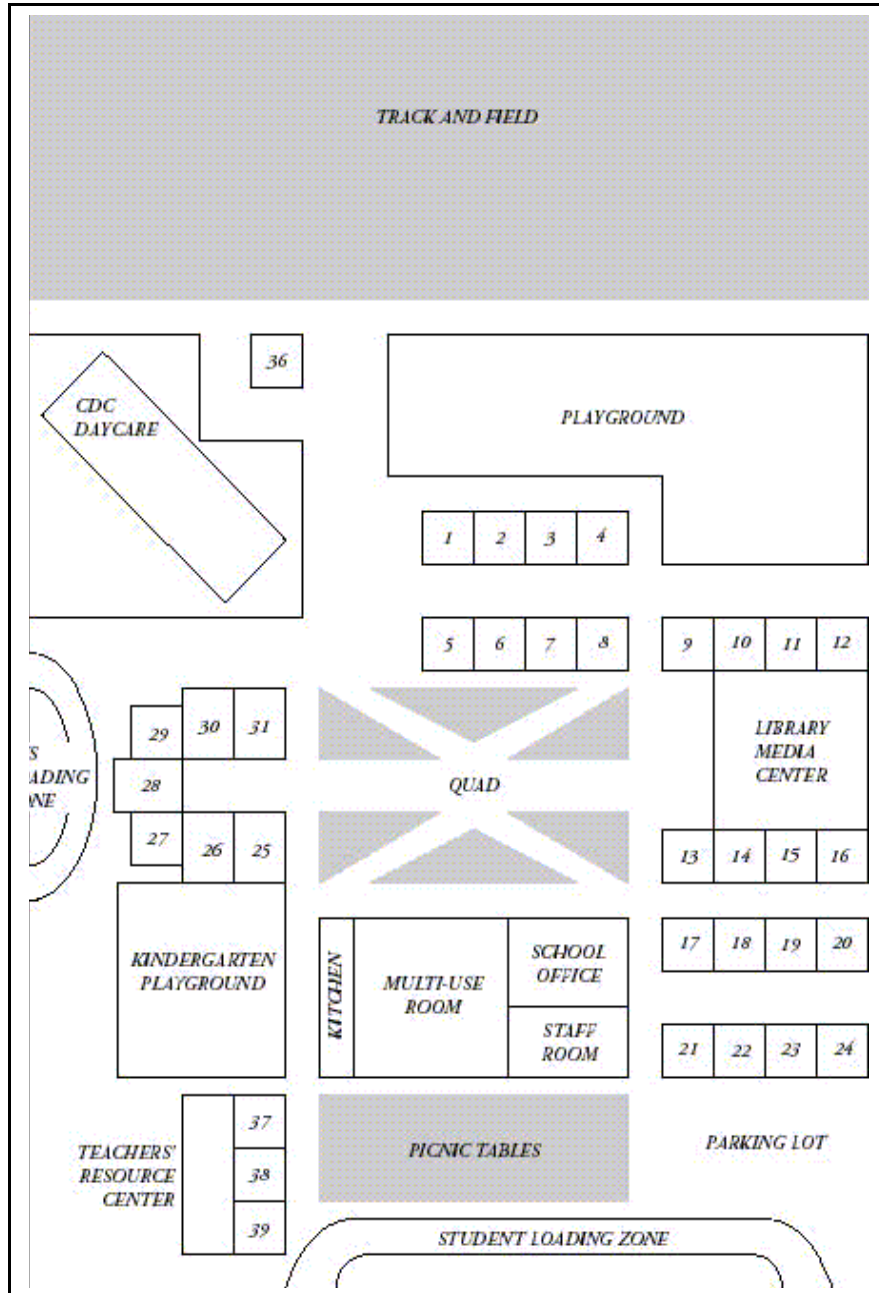 TRACK AND FIELD
36
CDC
DAYCARE
PLAYGROUND
1 2 3 4
5 6 7 8
9 10 11 12
29 30 31
28
27 26 25
ADING
QUAD
LIBRARY
MEDIA
CENTER
13 14 15 16
KINDERGARTEN
PLAYGROUND
KITCHEN
MULTI-USE
ROOM
SCHOOL
OFFICE
STAFF
ROOM
17 18 19 20
21 22 23 24
TEACHERS'
RESOURCE
CENTER
37
38
39
PICNIC TABLES
PARKING LOT
STUDENT LOADING ZONE